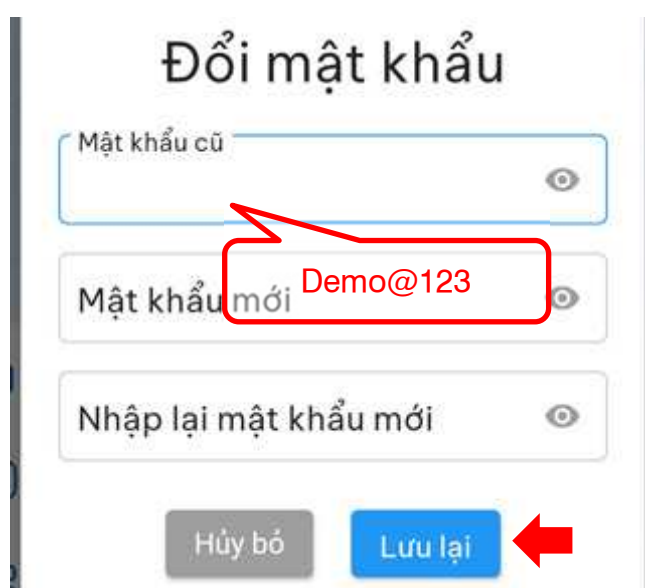 Đổi mật khẩu
Mật khẩu cũ
Demo@123
Mật khẩu mới
Nhập lại mật khẩu mới
Hủy bỏ
Lưu lại